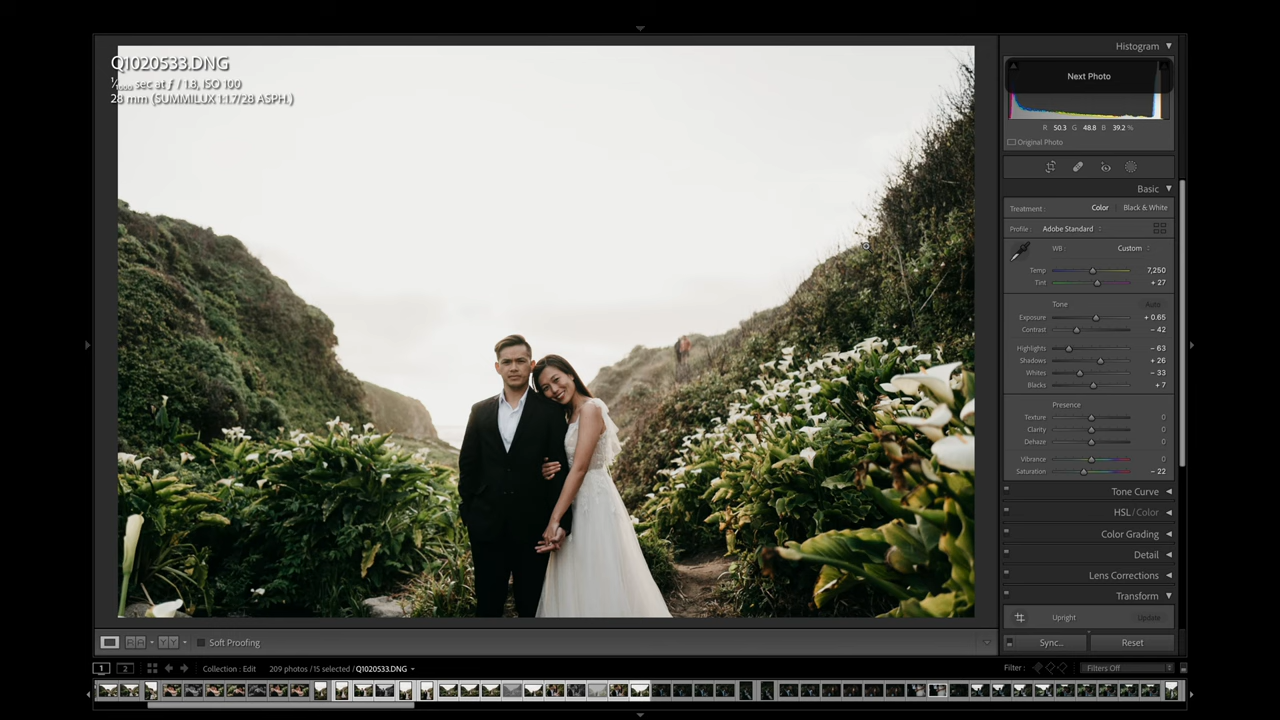 Q1020533.DNG
1/1000 sec at ƒ / 1.8, ISO 100
28 mm (SUMMILUX 1:1.7/28 ASPH.)
Histogram
Next Photo
R 50.3 G 48.8 B 39.2 %
Original Photo
Basic
Treatment : Color Black & White
Profile : Adobe Standard
WB : Custom
Temp 7,250
Tint + 27
Tone Auto
Exposure + 0.65
Contrast − 42
Highlights − 63
Shadows + 26
Whites − 33
Blacks + 7
Presence
Texture 0
Clarity 0
Dehaze 0
Vibrance 0
Saturation − 22
Tone Curve
HSL / Color
Color Grading
Detail
Lens Corrections
Transform
Upright Update
Sync... Reset
Soft Proofing
1 2 Collection : Edit 209 photos / 15 selected / Q1020533.DNG Filter : Filters Off